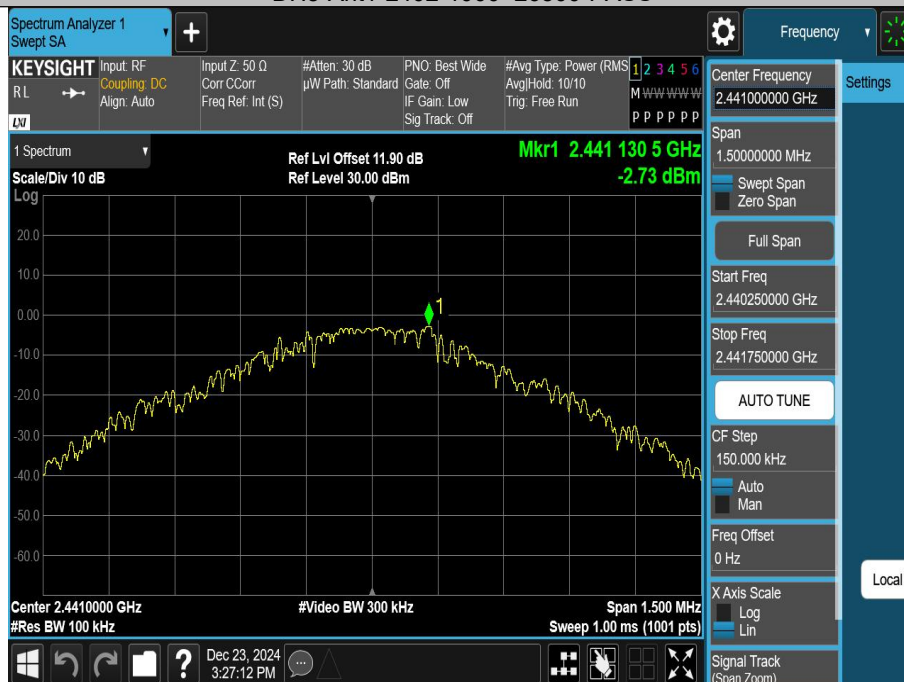 Spectrum Analyzer 1
Swept SA
Frequency
KEYSIGHT
RL
LXI
Input: RF
Coupling: DC
Align: Auto
Input Z: 50 Ω
Corr CCorr
Freq Ref: Int (S)
#Atten: 30 dB
µW Path: Standard
PNO: Best Wide
Gate: Off
IF Gain: Low
Sig Track: Off
#Avg Type: Power (RMS
Avg|Hold: 10/10
Trig: Free Run
1 2 3 4 5 6
M W W W W W
P P P P P P
1 Spectrum
Scale/Div 10 dB
Log
Ref Lvl Offset 11.90 dB
Ref Level 30.00 dBm
Mkr1 2.441 130 5 GHz
-2.73 dBm
20.0
10.0
0.00
-10.0
-20.0
-30.0
-40.0
-50.0
-60.0
1
Center 2.4410000 GHz
#Res BW 100 kHz
#Video BW 300 kHz
Span 1.500 MHz
Sweep 1.00 ms (1001 pts)
Dec 23, 2024
3:27:12 PM
Center Frequency
2.441000000 GHz
Settings
Span
1.50000000 MHz
Swept Span
Zero Span
Full Span
Start Freq
2.440250000 GHz
Stop Freq
2.441750000 GHz
AUTO TUNE
CF Step
150.000 kHz
Auto
Man
Freq Offset
0 Hz
Local
X Axis Scale
Log
Lin
Signal Track
(Span Zoom)